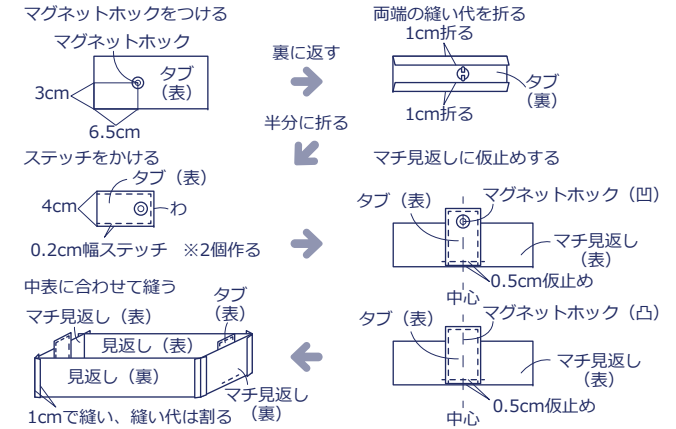 マグネットホックをつける
マグネットホック
タブ
（表）
3cm
6.5cm
裏に返す
両端の縫い代を折る
1cm折る
タブ
（裏）
1cm折る
半分に折る
ステッチをかける
タブ（表）
4cm
わ
0.2cm幅ステッチ　※2個作る
マチ見返しに仮止めする
タブ（表）
マグネットホック（凹）
マチ見返し
（表）
0.5cm仮止め
中心
タブ（表）
マグネットホック（凸）
マチ見返し
（表）
0.5cm仮止め
中心
中表に合わせて縫う
タブ
（表）
マチ見返し（表）
見返し（表）
見返し（裏）
マチ見返し
（裏）
1cmで縫い、縫い代は割る